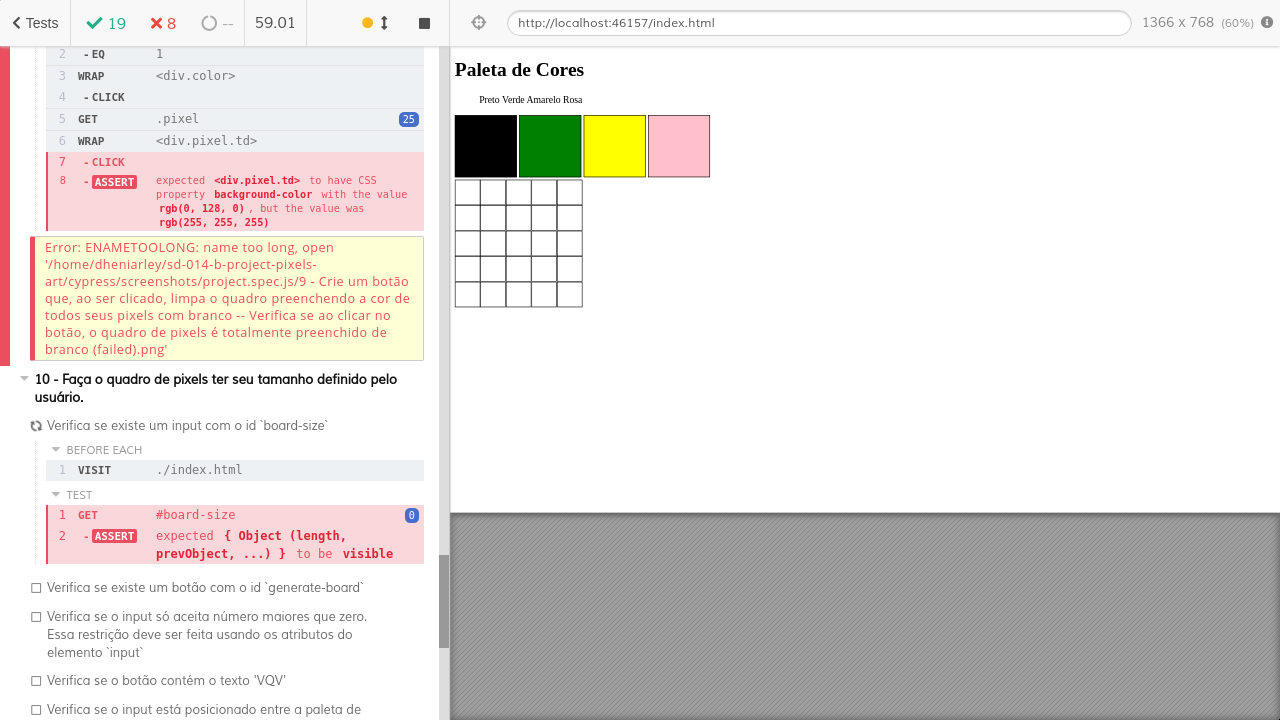 Tests 19 8 -- 59.01 http://localhost:46157/index.html 1366 x 768 (60%)
2 - EQ 1
3 WRAP <div.color>
4 - CLICK
5 GET .pixel 25
6 WRAP <div.pixel.td>
7 - CLICK
8 - ASSERT expected <div.pixel.td> to have CSS
property background-color with the value
rgb(0, 128, 0) , but the value was
rgb(255, 255, 255)
Error: ENAMETOOLONG: name too long, open
'/home/dheniarley/sd-014-b-project-pixels-
art/cypress/screenshots/project.spec.js/9 - Crie um botão
que, ao ser clicado, limpa o quadro preenchendo a cor de
todos seus pixels com branco -- Verifica se ao clicar no
botão, o quadro de pixels é totalmente preenchido de
branco (failed).png'
10 - Faça o quadro de pixels ter seu tamanho definido pelo
usuário.
Verifica se existe um input com o id `board-size`
BEFORE EACH
1 VISIT ./index.html
TEST
1 GET #board-size 0
2 - ASSERT expected { Object (length,
prevObject, ...) } to be visible
Verifica se existe um botão com o id `generate-board`
Verifica se o input só aceita número maiores que zero.
Essa restrição deve ser feita usando os atributos do
elemento `input`
Verifica se o botão contém o texto 'VQV'
Verifica se o input está posicionado entre a paleta de
Paleta de Cores
Preto Verde Amarelo Rosa